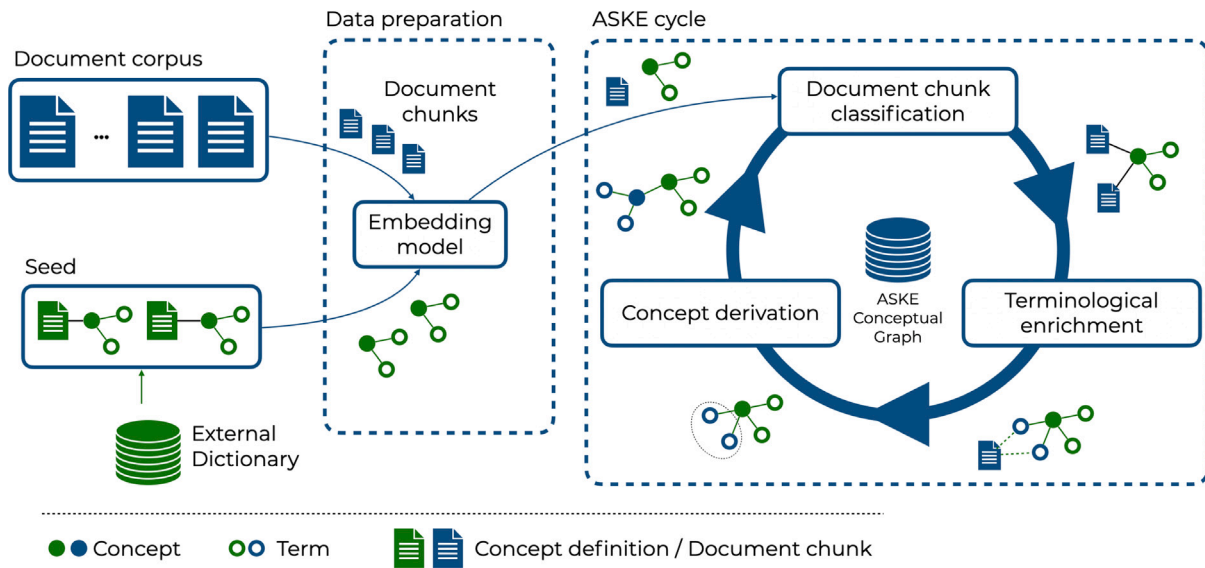 Data preparation
ASKE cycle
Document corpus
...
Document
chunks
Document chunk
classification
Embedding
model
Seed
Concept derivation
ASKE
Conceptual
Graph
Terminological
enrichment
External
Dictionary
Concept
Term
Concept definition / Document chunk